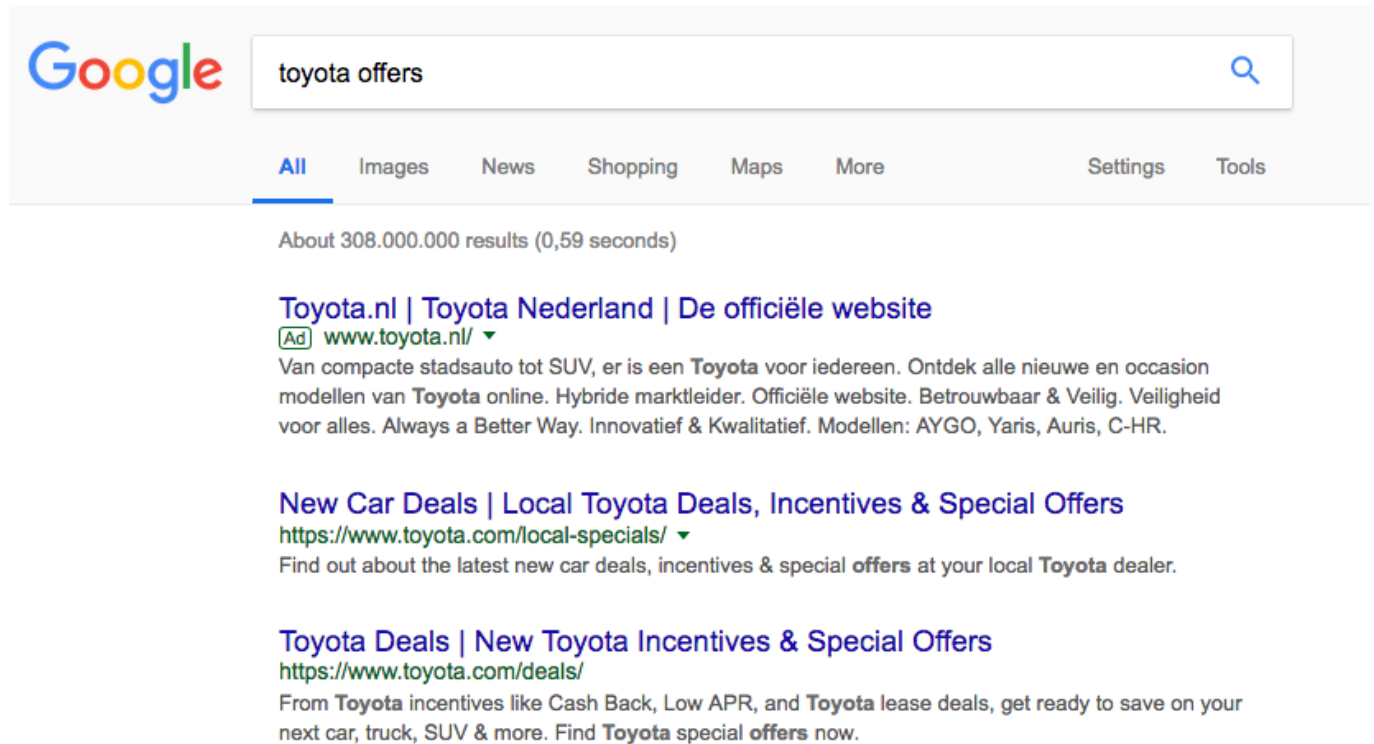 Google
toyota offers
All Images News Shopping Maps More Settings Tools
About 308.000.000 results (0,59 seconds)
Toyota.nl | Toyota Nederland | De officiële website
Ad www.toyota.nl/
Van compacte stadsauto tot SUV, er is een Toyota voor iedereen. Ontdek alle nieuwe en occasion
modellen van Toyota online. Hybride marktleider. Officiële website. Betrouwbaar & Veilig. Veiligheid
voor alles. Always a Better Way. Innovatief & Kwalitatief. Modellen: AYGO, Yaris, Auris, C-HR.
New Car Deals | Local Toyota Deals, Incentives & Special Offers
https://www.toyota.com/local-specials/
Find out about the latest new car deals, incentives & special offers at your local Toyota dealer.
Toyota Deals | New Toyota Incentives & Special Offers
https://www.toyota.com/deals/
From Toyota incentives like Cash Back, Low APR, and Toyota lease deals, get ready to save on your
next car, truck, SUV & more. Find Toyota special offers now.